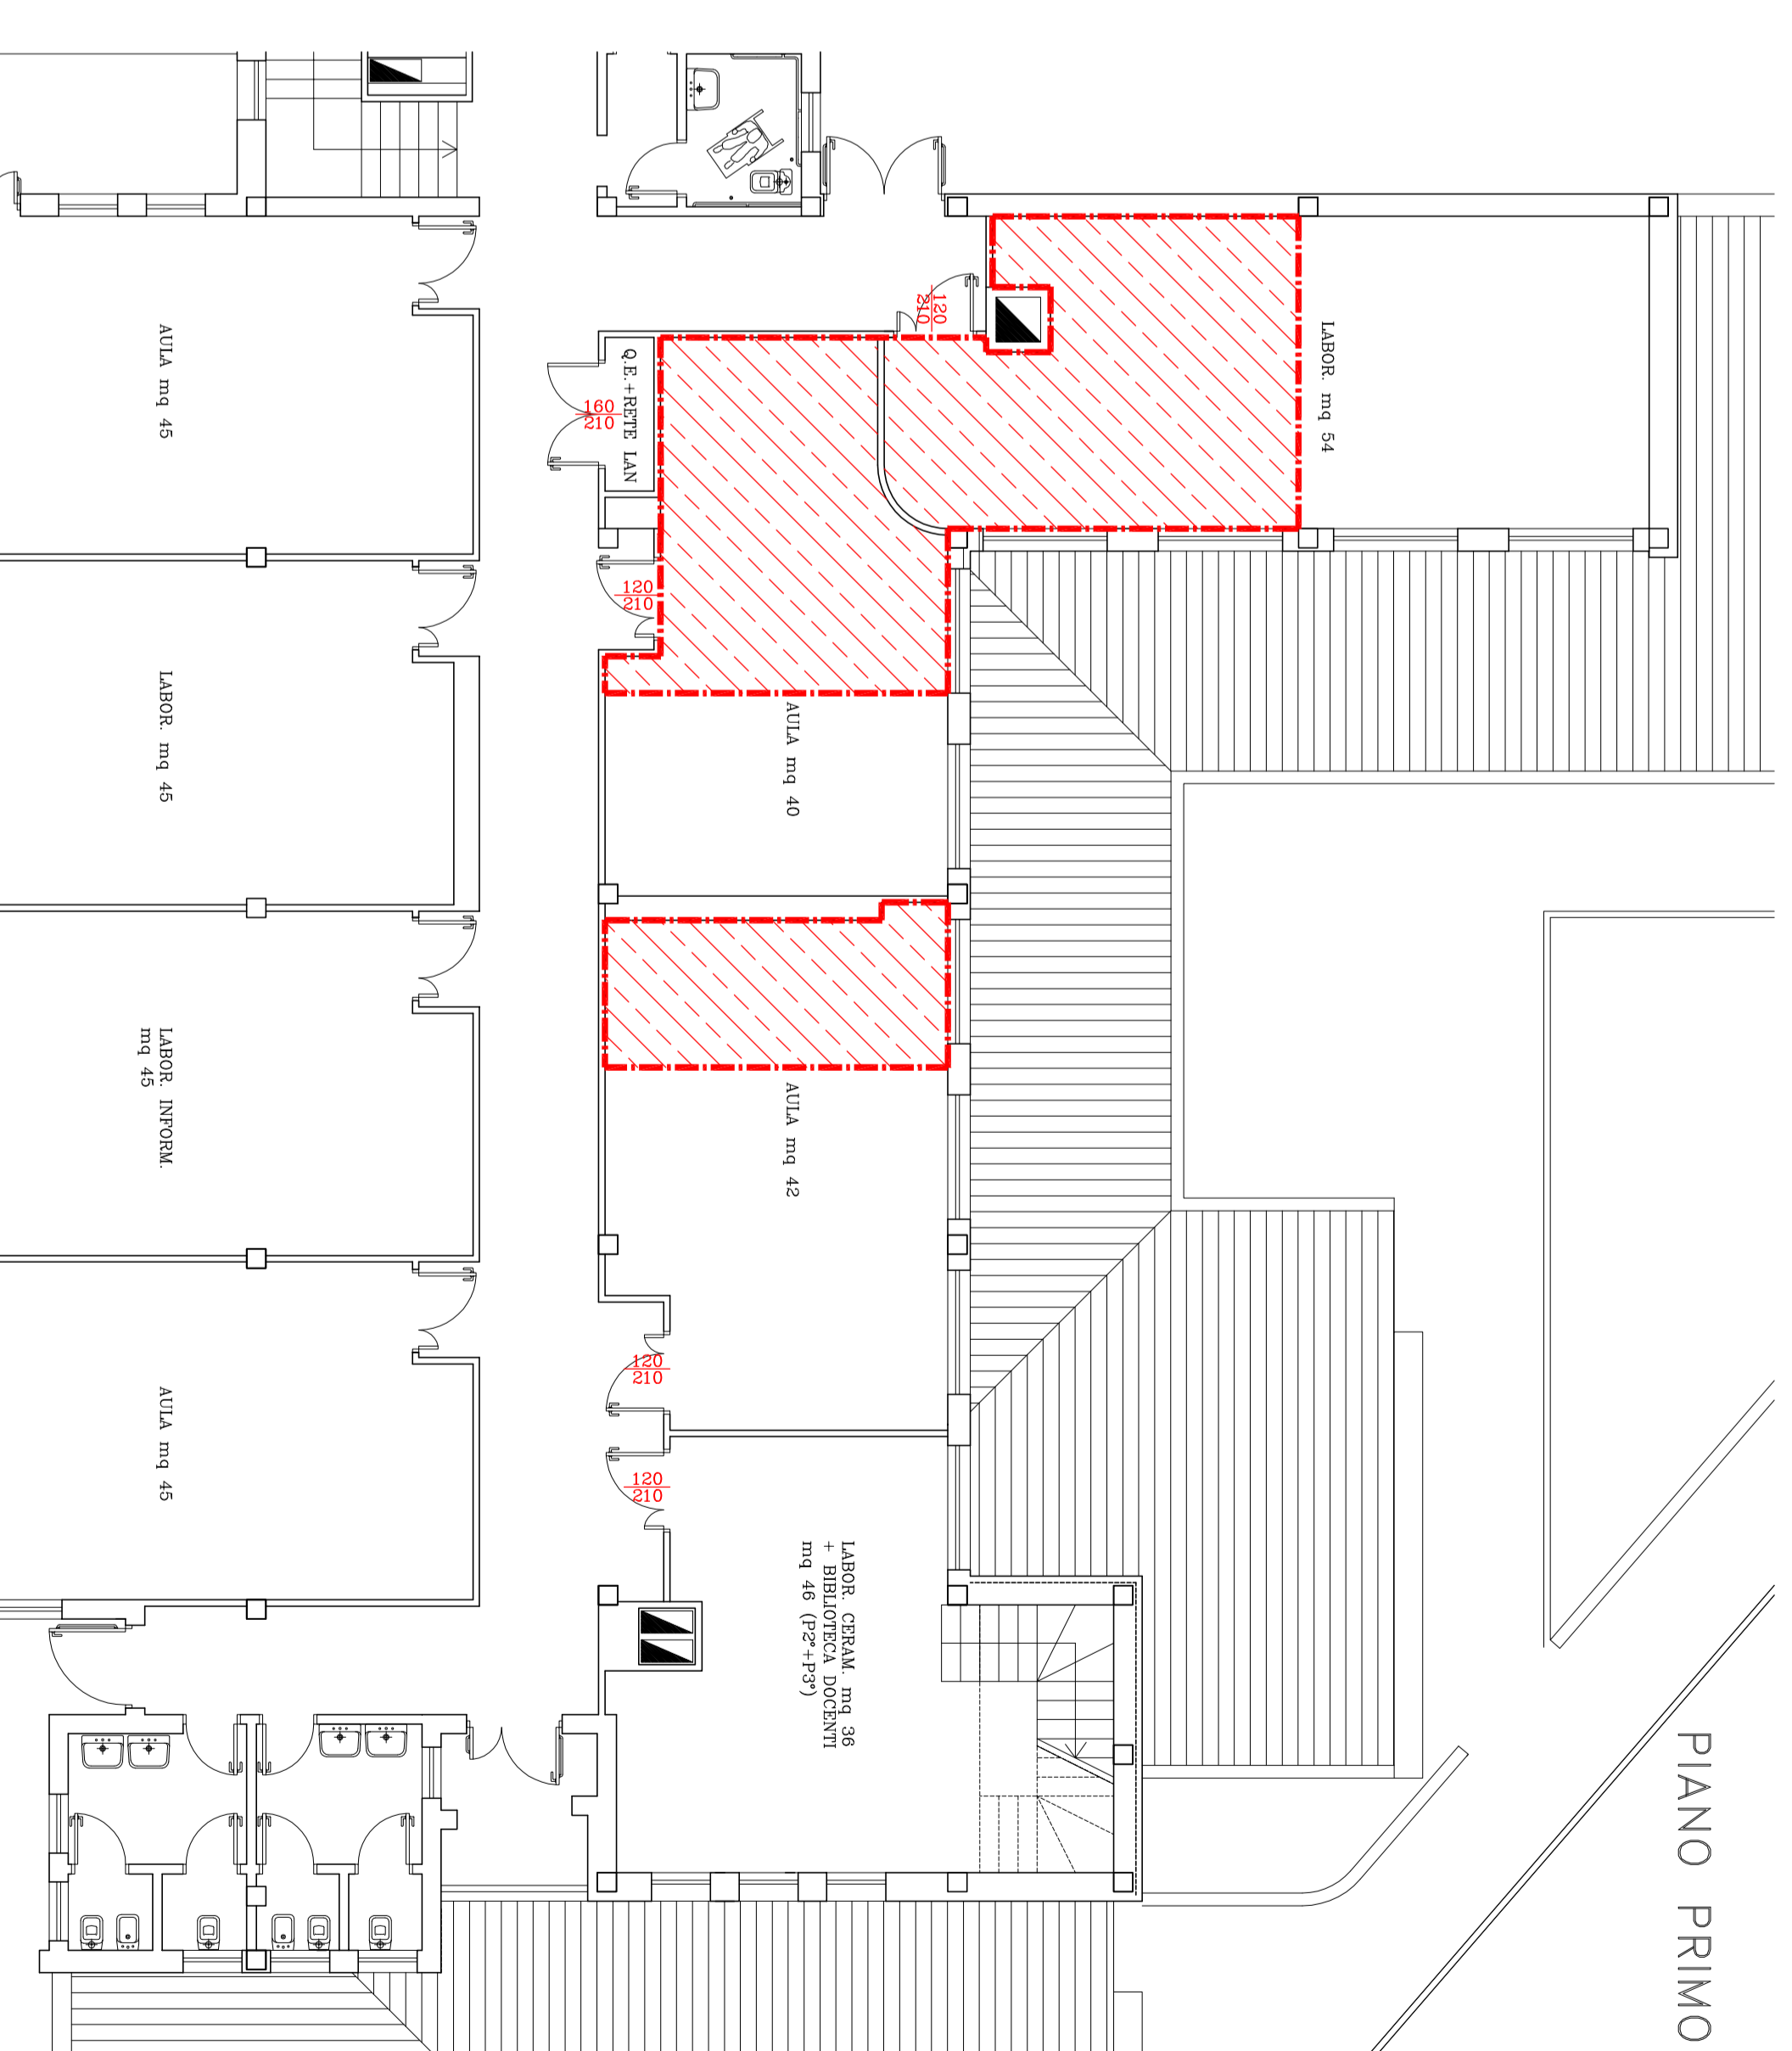 PIANO PRIMO
LABOR. mq 54
120
210
Q.E.+RETE LAN
160
210
120
210
AULA mq 40
AULA mq 42
120
210
120
210
LABOR. CERAM. mq 36
+ BIBLIOTECA DOCENTI
mq 46 (P2°+P3°)
AULA mq 45
LABOR. mq 45
LABOR. INFORM.
mq 45
AULA mq 45